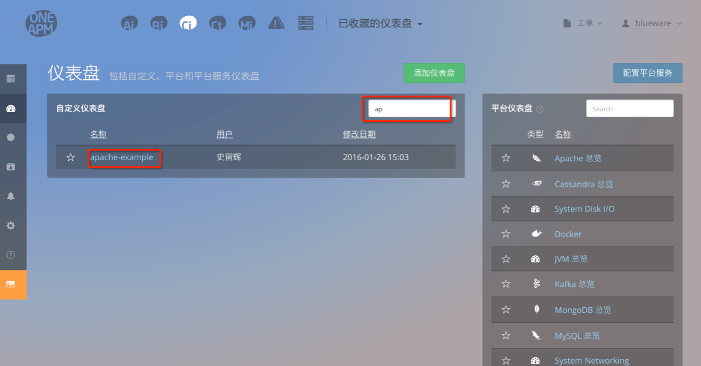 ONE
APM
Ai Bi Ci Ct Mi 已收藏的仪表盘 工单 blueware
仪表盘 包括自定义、平台和平台服务仪表盘 添加仪表盘 配置平台服务
自定义仪表盘 ap
名称 用户 修改日期
apache-example 史留辉 2016-01-26 15:03
平台仪表盘 Search
类型 名称
Apache 总览
Cassandra 总览
System Disk I/O
Docker
JVM 总览
Kafka 总览
MongoDB 总览
MySQL 总览
System Networking